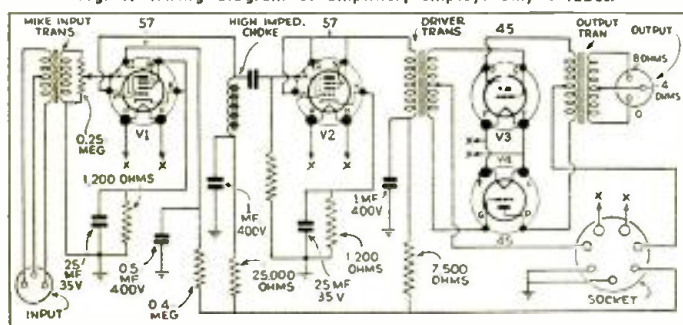 MIKE INPUT
TRANS
57
HIGH IMPED.
CHOKE
57
DRIVER
TRANS
45
OUTPUT
TRAN
OUTPUT
8 OHMS
4
OHMS
0
V1
V2
V3
V4
X
X
X
X
X
X
X
X
0.25
MEG
1,200 OHMS
25
MF
35V
0.5
MF
400V
0.4
MEG
1
MF
400V
25,000
OHMS
25 MF
35 V
1,200
OHMS
1 MF
400V
7,500
OHMS
G
P
45
SOCKET
INPUT